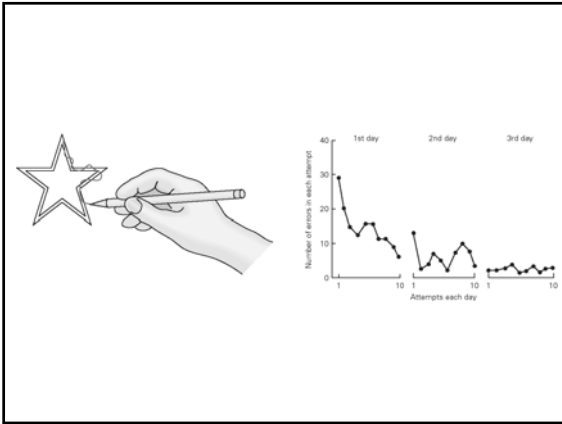 1st day
2nd day
3rd day
Number of errors in each attempt
40
30
20
10
0
1
10
1
10
1
10
Attempts each day